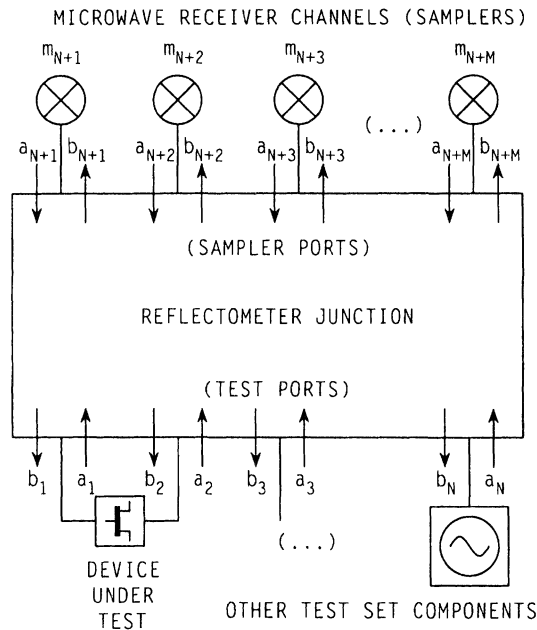 MICROWAVE RECEIVER CHANNELS (SAMPLERS)
m_{N+1} m_{N+2} m_{N+3} m_{N+M}
(...)
a_{N+1} b_{N+1} a_{N+2} b_{N+2} a_{N+3} b_{N+3} a_{N+M} b_{N+M}
(SAMPLER PORTS)
REFLECTOMETER JUNCTION
(TEST PORTS)
b_1 a_1 b_2 a_2 b_3 a_3 b_N a_N
(...)
DEVICE
UNDER
TEST
OTHER TEST SET COMPONENTS